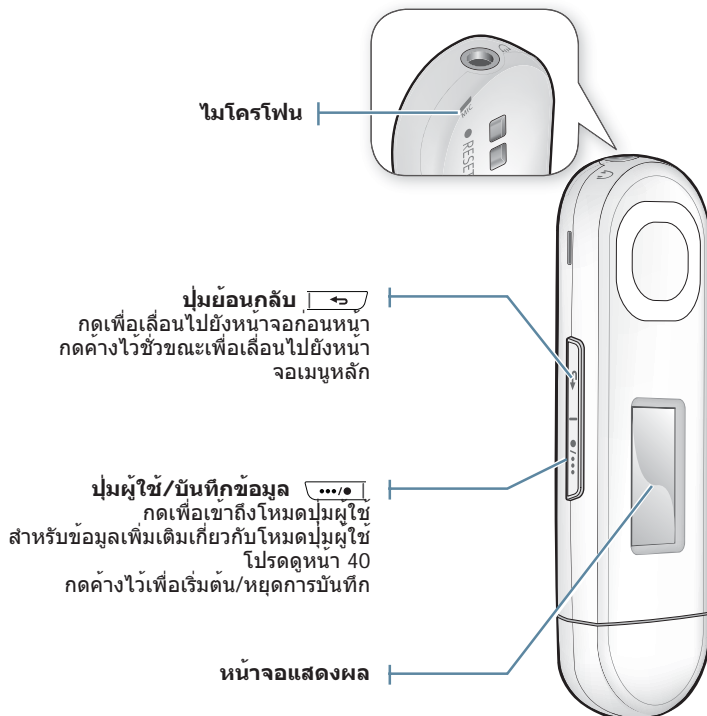 MIC
RESET
ไมโครโฟน
ปุ่มย้อนกลับ
กดเพื่อเลื่อนไปยังหน้าจอก่อนหน้า
กดค้างไว้ชั่วขณะเพื่อเลื่อนไปยังหน้า
จอเมนูหลัก
ปุ่มผู้ใช้/บันทึกข้อมูล
กดเพื่อเข้าถึงโหมดปุ่มผู้ใช้
สำหรับข้อมูลเพิ่มเติมเกี่ยวกับโหมดปุ่มผู้ใช้
โปรดดูหน้า 40
กดค้างไว้เพื่อเริ่มต้น/หยุดการบันทึก
หน้าจอแสดงผล